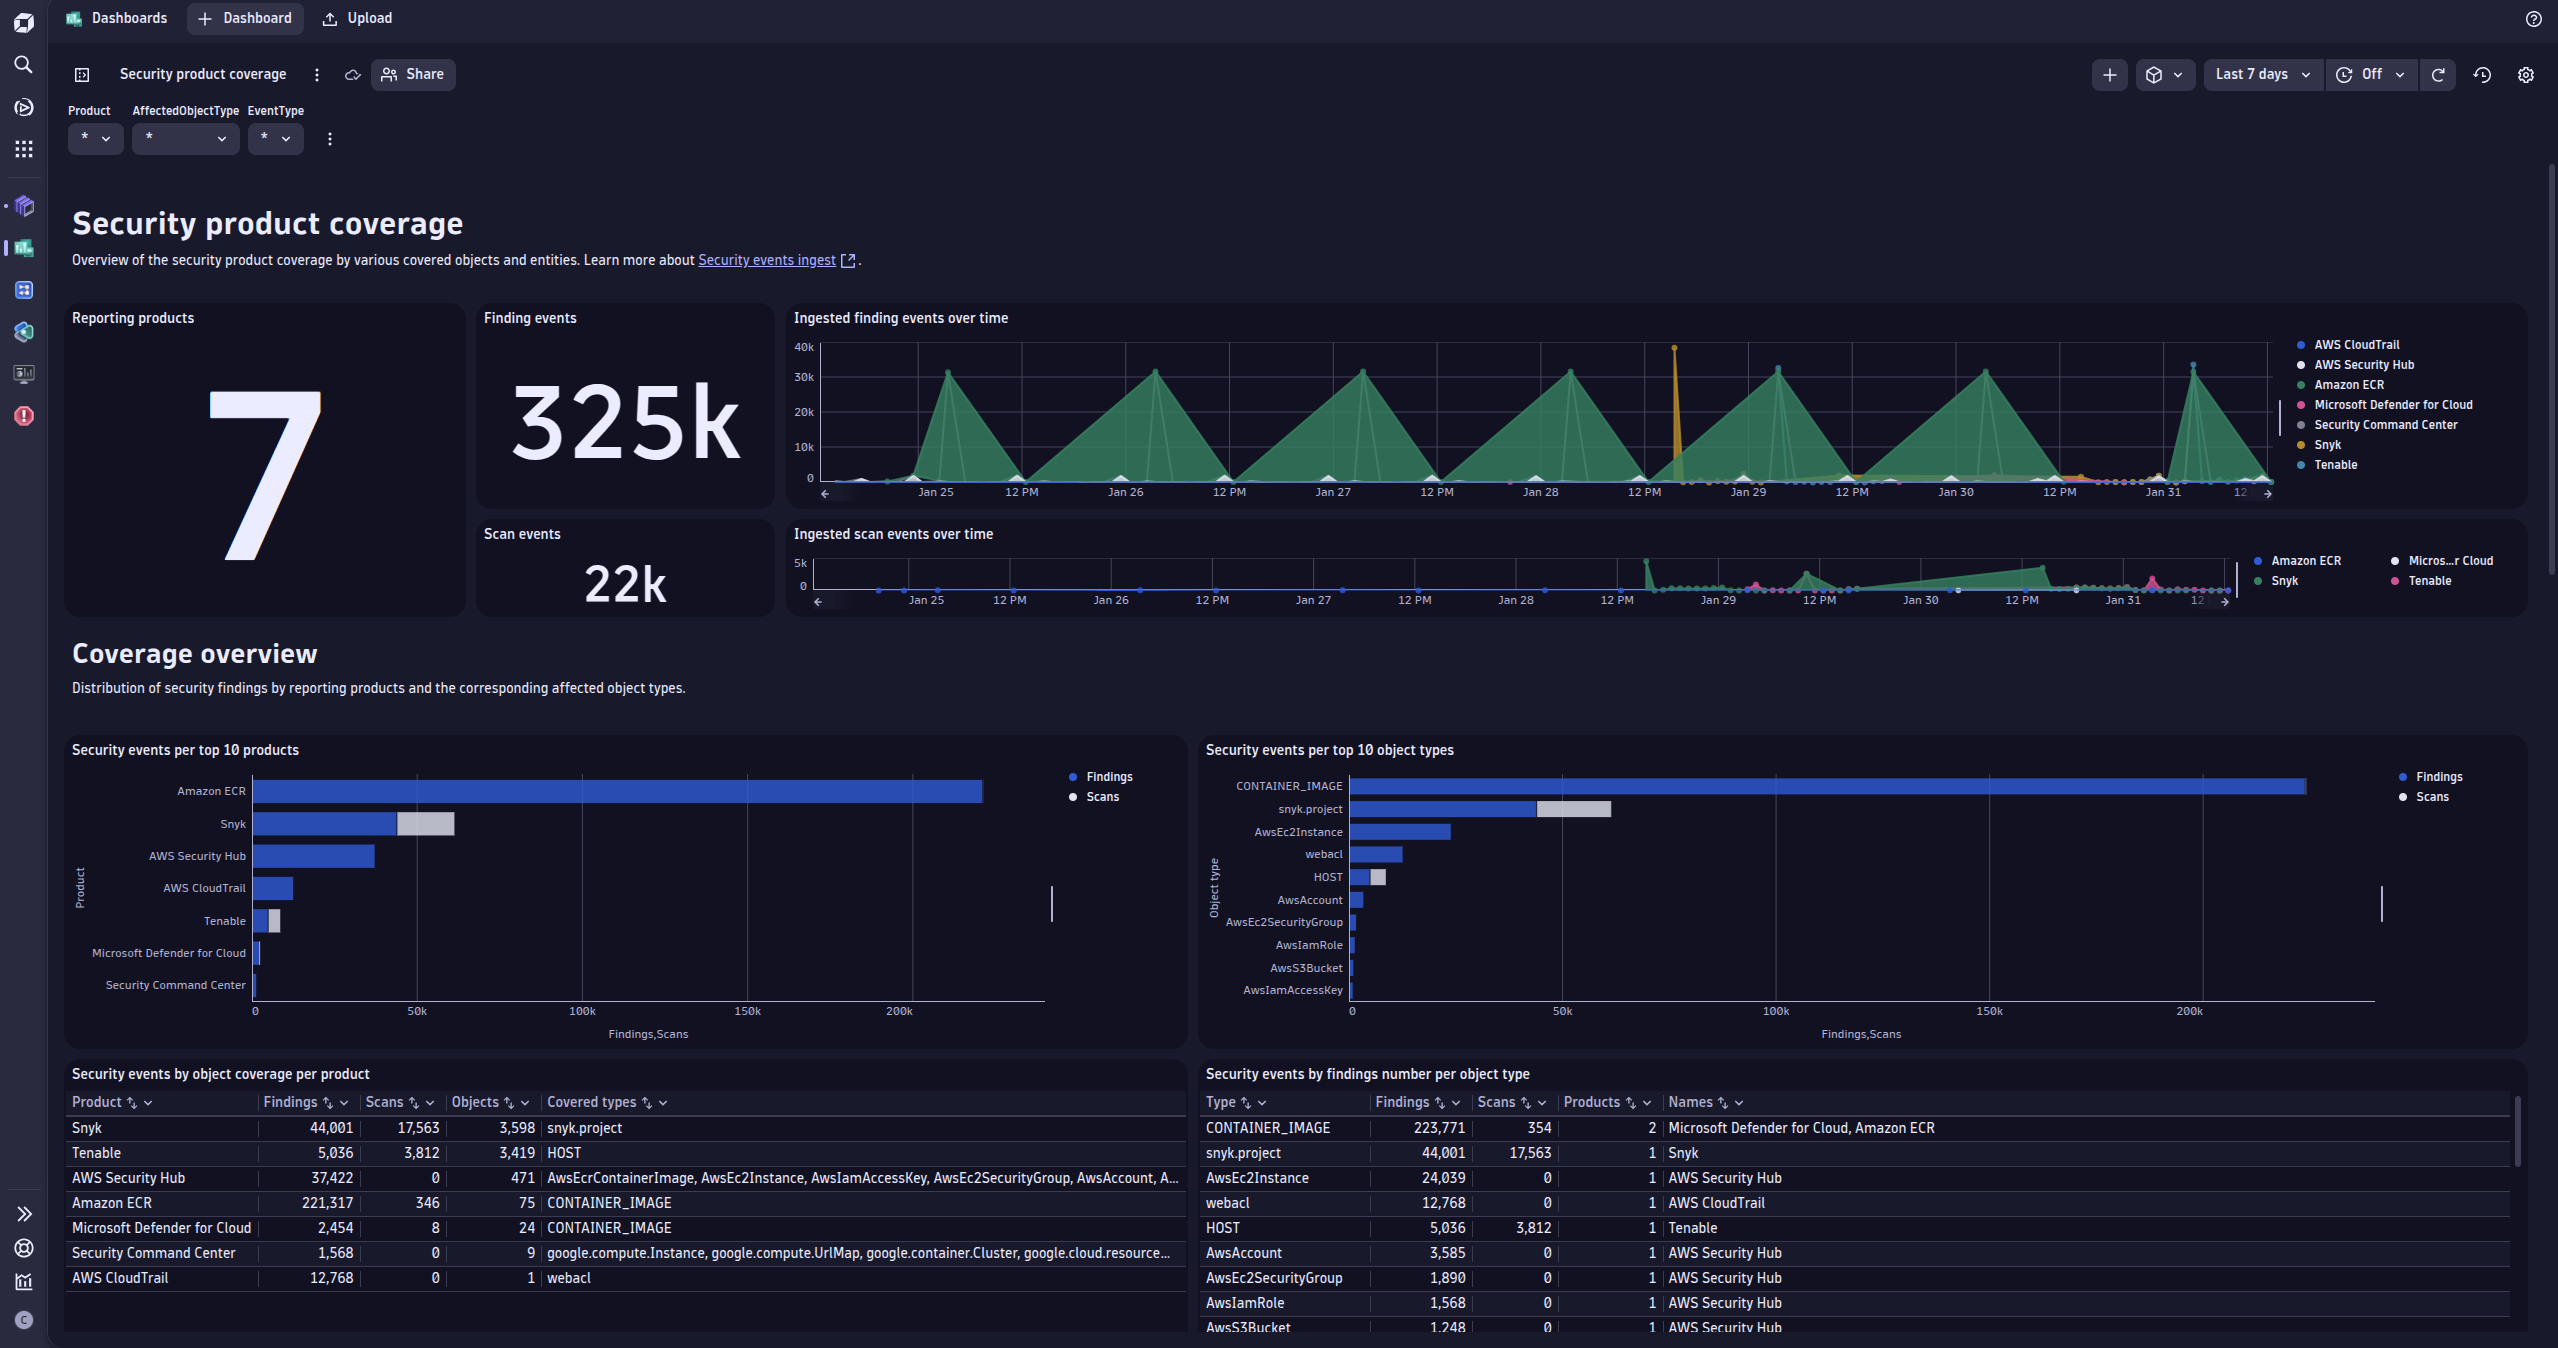 Dashboards
Dashboard
Upload
Security product coverage
Share
Last 7 days
Off
Product
AffectedObjectType
EventType
*
*
*
Security product coverage
Overview of the security product coverage by various covered objects and entities. Learn more about Security events ingest .
Reporting products
7
Finding events
325k
Scan events
22k
Ingested finding events over time
40k
30k
20k
10k
0
Jan 25 12 PM Jan 26 12 PM Jan 27 12 PM Jan 28 12 PM Jan 29 12 PM Jan 30 12 PM Jan 31 12
AWS CloudTrail
AWS Security Hub
Amazon ECR
Microsoft Defender for Cloud
Security Command Center
Snyk
Tenable
Ingested scan events over time
5k
0
Jan 25 12 PM Jan 26 12 PM Jan 27 12 PM Jan 28 12 PM Jan 29 12 PM Jan 30 12 PM Jan 31 12
Amazon ECR Micros...r Cloud
Snyk Tenable
Coverage overview
Distribution of security findings by reporting products and the corresponding affected object types.
Security events per top 10 products
Product
Amazon ECR
Snyk
AWS Security Hub
AWS CloudTrail
Tenable
Microsoft Defender for Cloud
Security Command Center
0 50k 100k 150k 200k
Findings,Scans
Findings
Scans
Security events per top 10 object types
Object type
CONTAINER_IMAGE
snyk.project
AwsEc2Instance
webacl
HOST
AwsAccount
AwsEc2SecurityGroup
AwsIamRole
AwsS3Bucket
AwsIamAccessKey
0 50k 100k 150k 200k
Findings,Scans
Findings
Scans
Security events by object coverage per product
Product Findings Scans Objects Covered types
Snyk 44,001 17,563 3,598 snyk.project
Tenable 5,036 3,812 3,419 HOST
AWS Security Hub 37,422 0 471 AwsEcrContainerImage, AwsEc2Instance, AwsIamAccessKey, AwsEc2SecurityGroup, AwsAccount, A...
Amazon ECR 221,317 346 75 CONTAINER_IMAGE
Microsoft Defender for Cloud 2,454 8 24 CONTAINER_IMAGE
Security Command Center 1,568 0 9 google.compute.Instance, google.compute.UrlMap, google.container.Cluster, google.cloud.resource...
AWS CloudTrail 12,768 0 1 webacl
Security events by findings number per object type
Type Findings Scans Products Names
CONTAINER_IMAGE 223,771 354 2 Microsoft Defender for Cloud, Amazon ECR
snyk.project 44,001 17,563 1 Snyk
AwsEc2Instance 24,039 0 1 AWS Security Hub
webacl 12,768 0 1 AWS CloudTrail
HOST 5,036 3,812 1 Tenable
AwsAccount 3,585 0 1 AWS Security Hub
AwsEc2SecurityGroup 1,890 0 1 AWS Security Hub
AwsIamRole 1,568 0 1 AWS Security Hub
AwsS3Bucket 1,248 0 1 AWS Security Hub
C